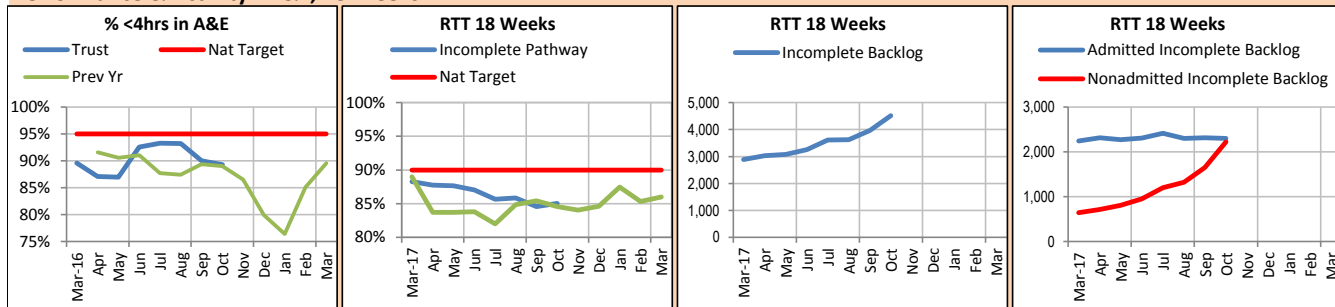 % <4hrs in A&E
Trust Nat Target
Prev Yr
100%
95%
90%
85%
80%
75%
Mar-16 Apr May Jun Jul Aug Sep Oct Nov Dec Jan Feb Mar
RTT 18 Weeks
Incomplete Pathway
Nat Target
100%
95%
90%
85%
80%
Mar-17 Apr May Jun Jul Aug Sep Oct Nov Dec Jan Feb Mar
RTT 18 Weeks
Incomplete Backlog
5,000
4,000
3,000
2,000
1,000
0
Mar-17 Apr May Jun Jul Aug Sep Oct Nov Dec Jan Feb Mar
RTT 18 Weeks
Admitted Incomplete Backlog
Nonadmitted Incomplete Backlog
3,000
2,000
1,000
0
Mar-17 Apr May Jun Jul Aug Sep Oct Nov Dec Jan Feb Mar